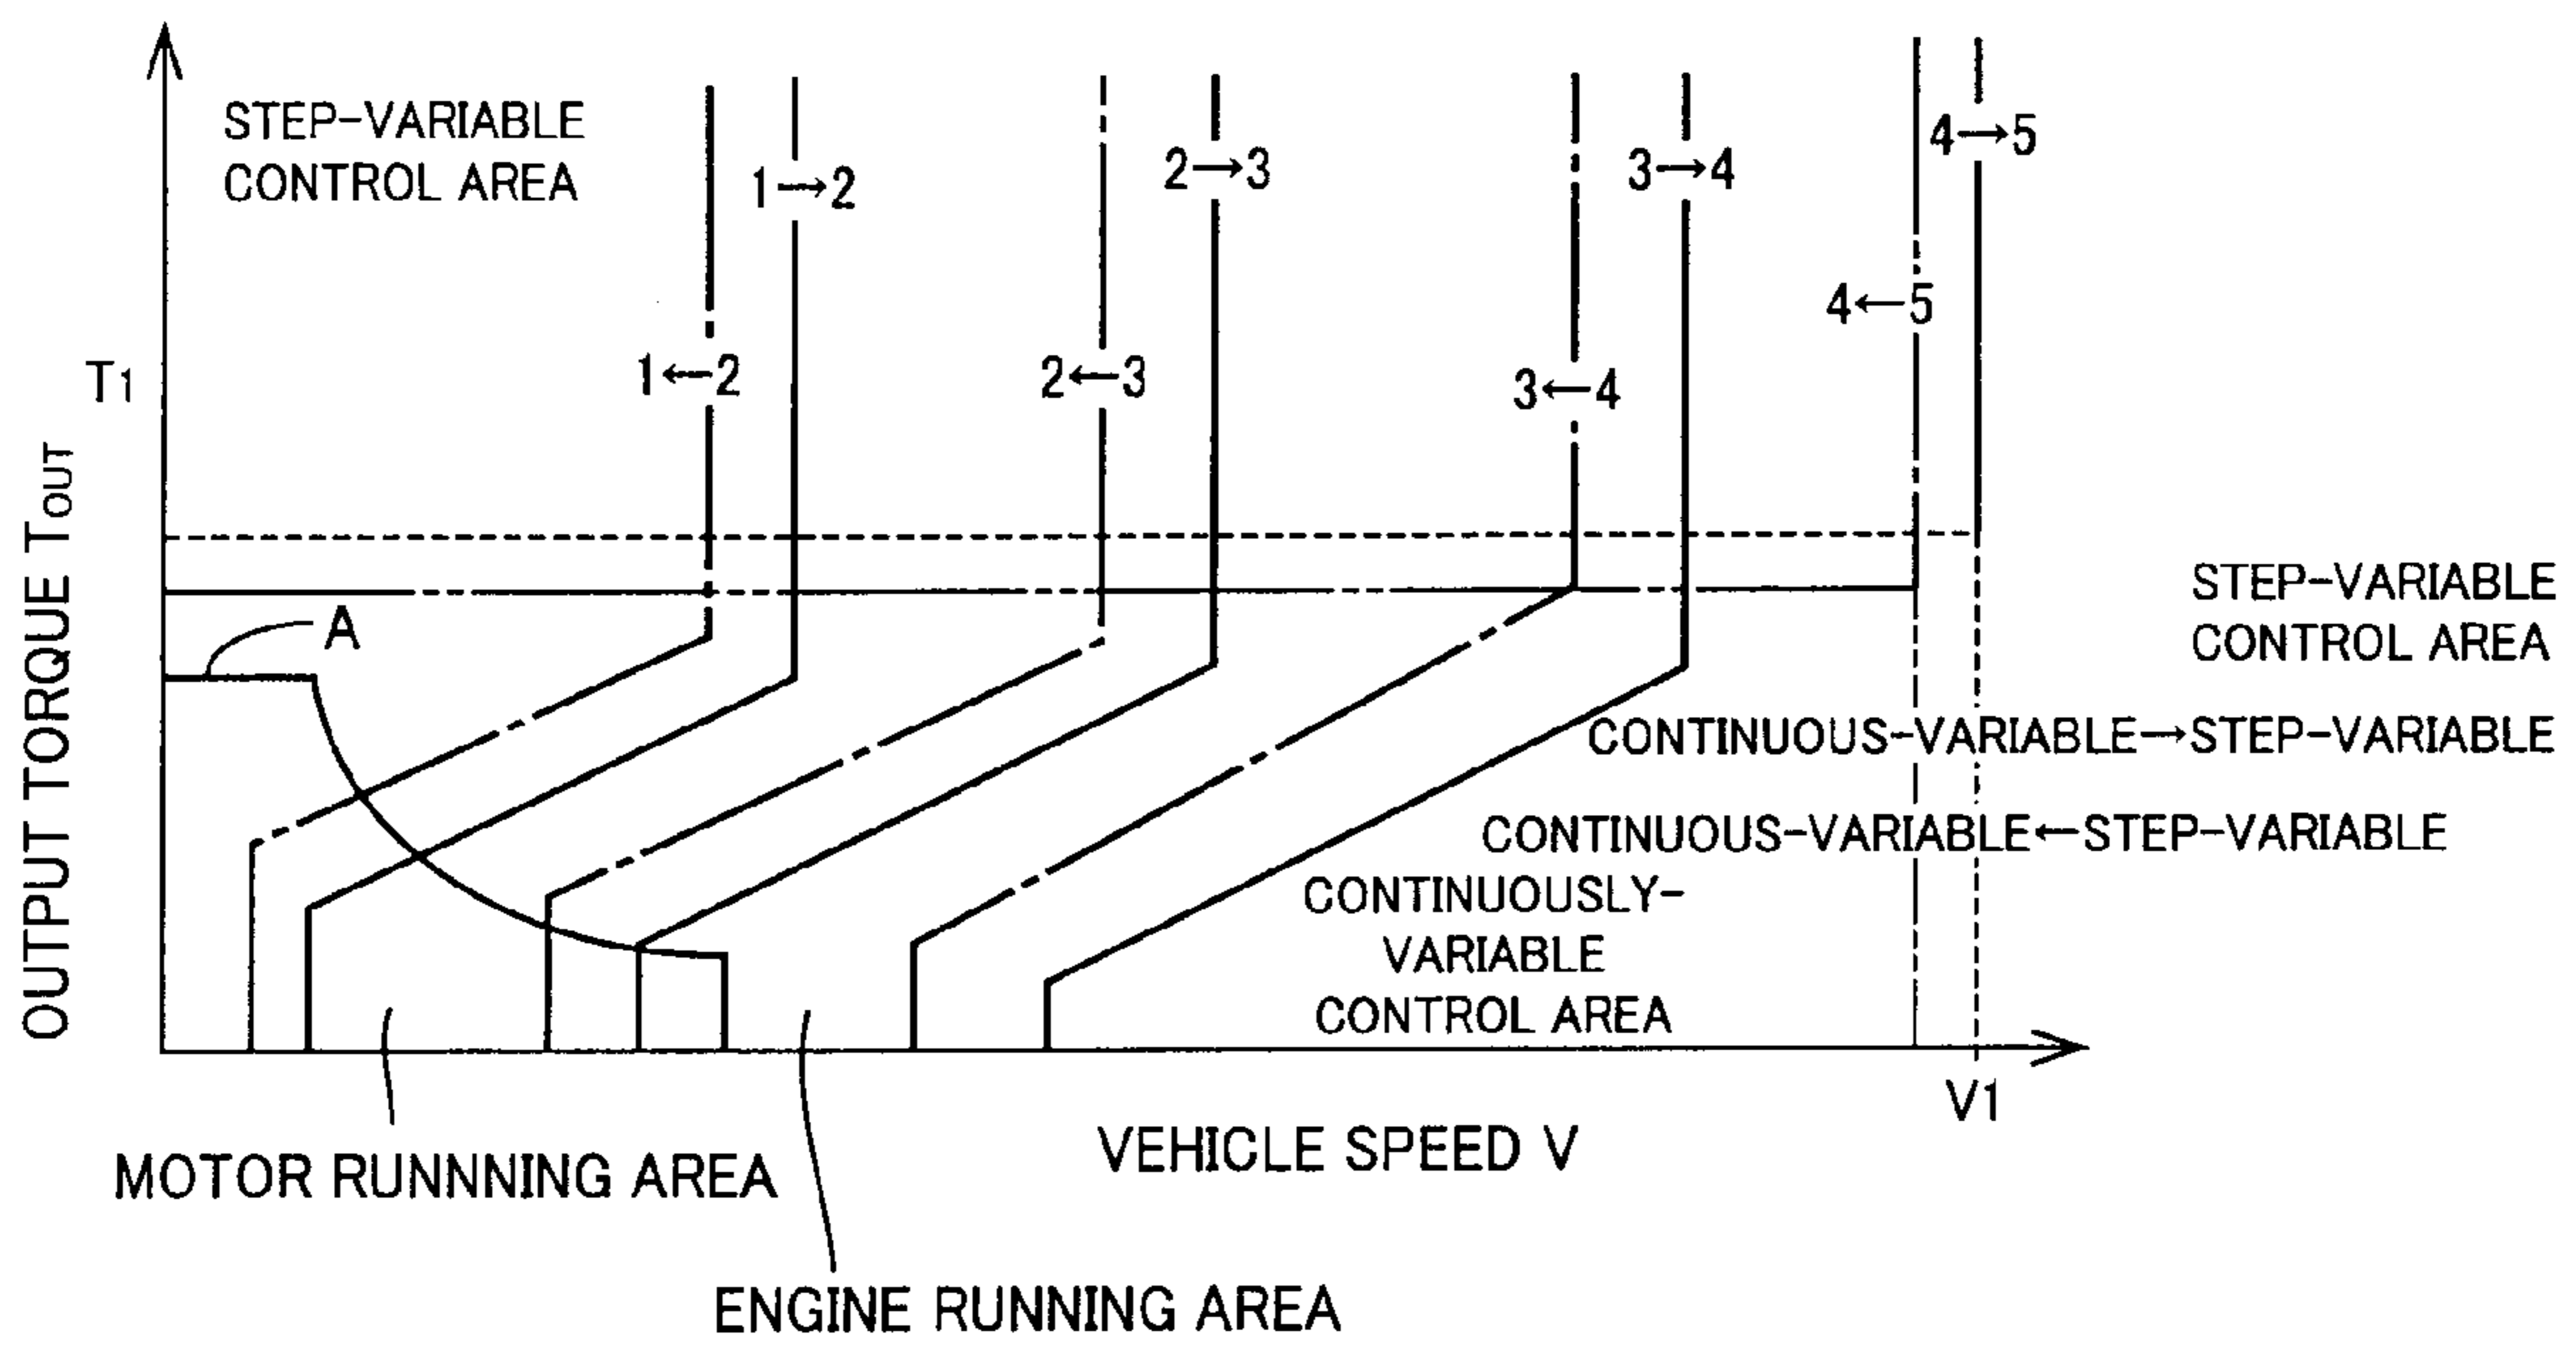 STEP-VARIABLE
CONTROL AREA
1→2
2→3
3→4
4→5
4←5
1←2
2←3
3←4
T1
OUTPUT TORQUE TOUT
A
STEP-VARIABLE
CONTROL AREA
CONTINUOUS-VARIABLE→STEP-VARIABLE
CONTINUOUS-VARIABLE←STEP-VARIABLE
CONTINUOUSLY-
VARIABLE
CONTROL AREA
V1
VEHICLE SPEED V
MOTOR RUNNNING AREA
ENGINE RUNNING AREA